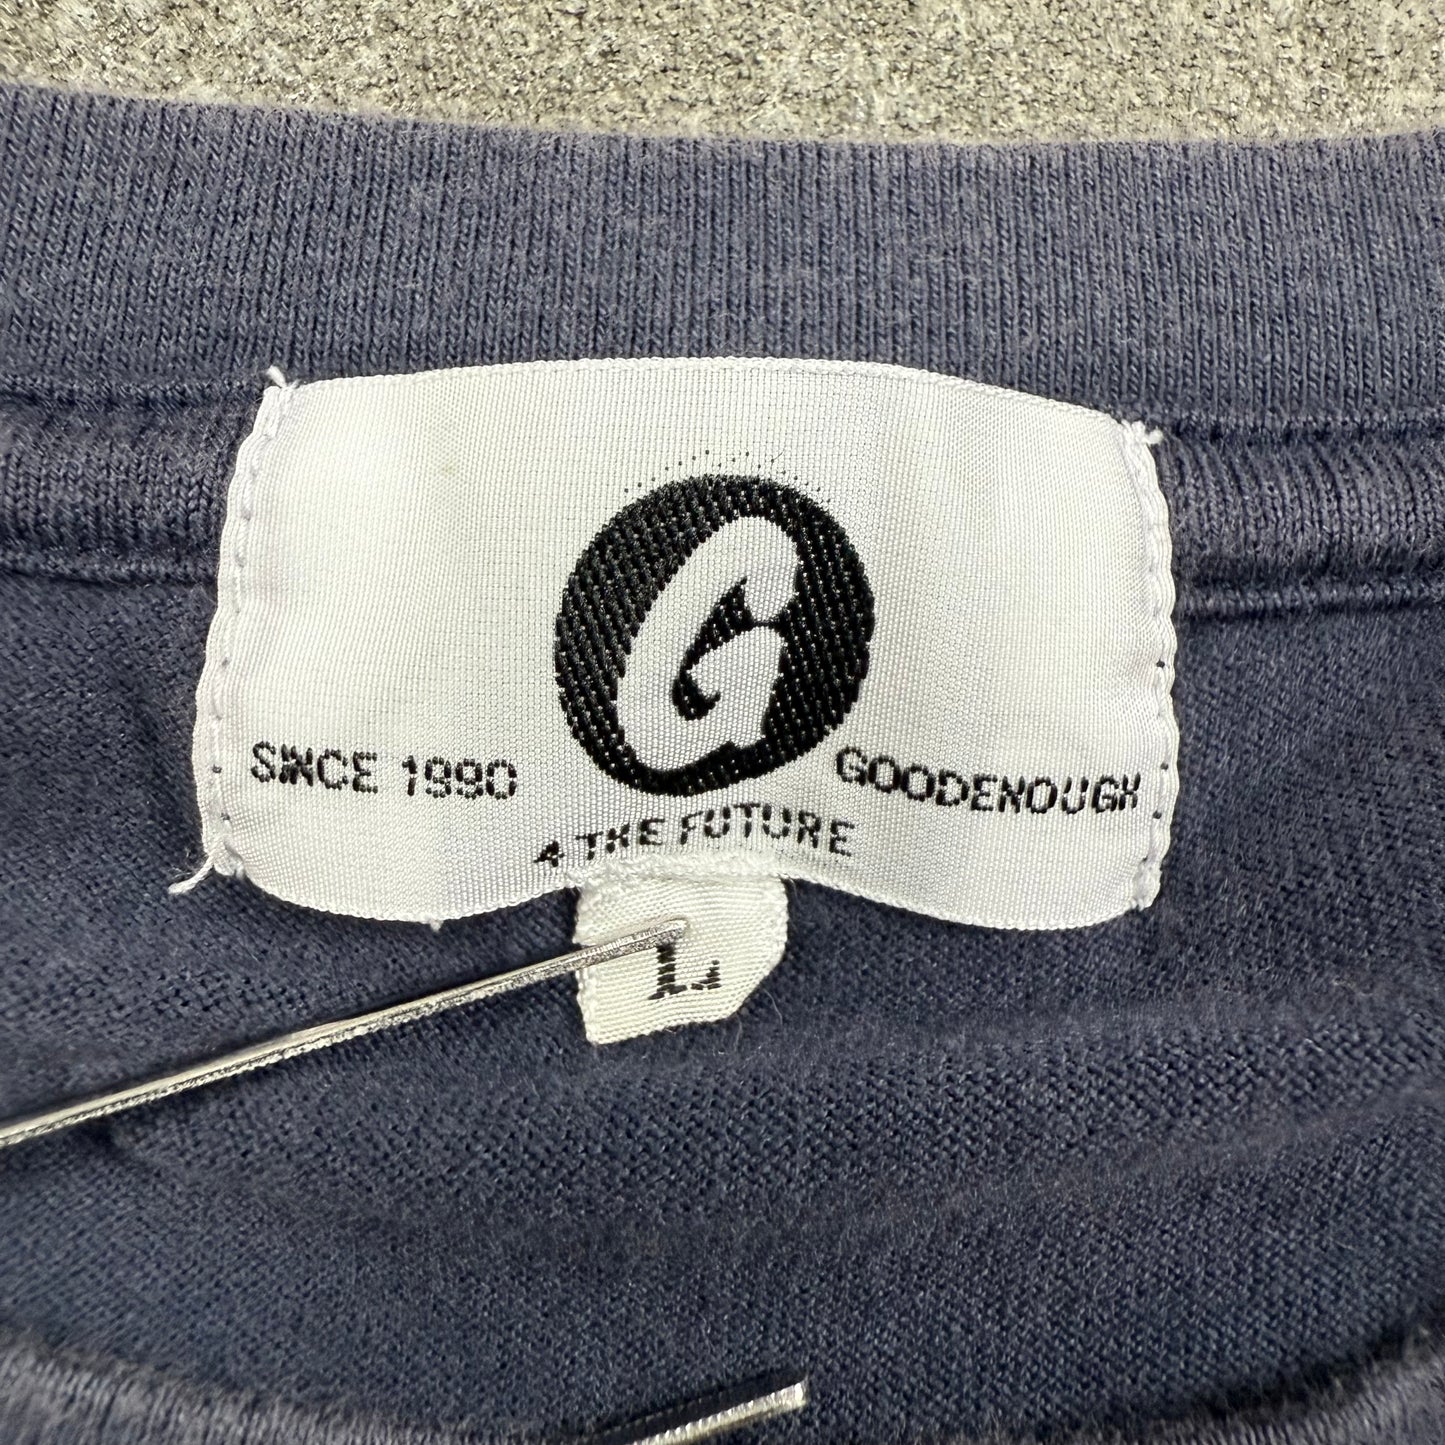 G
SINCE 1990
GOODENOUGH
4 THE FUTURE
L